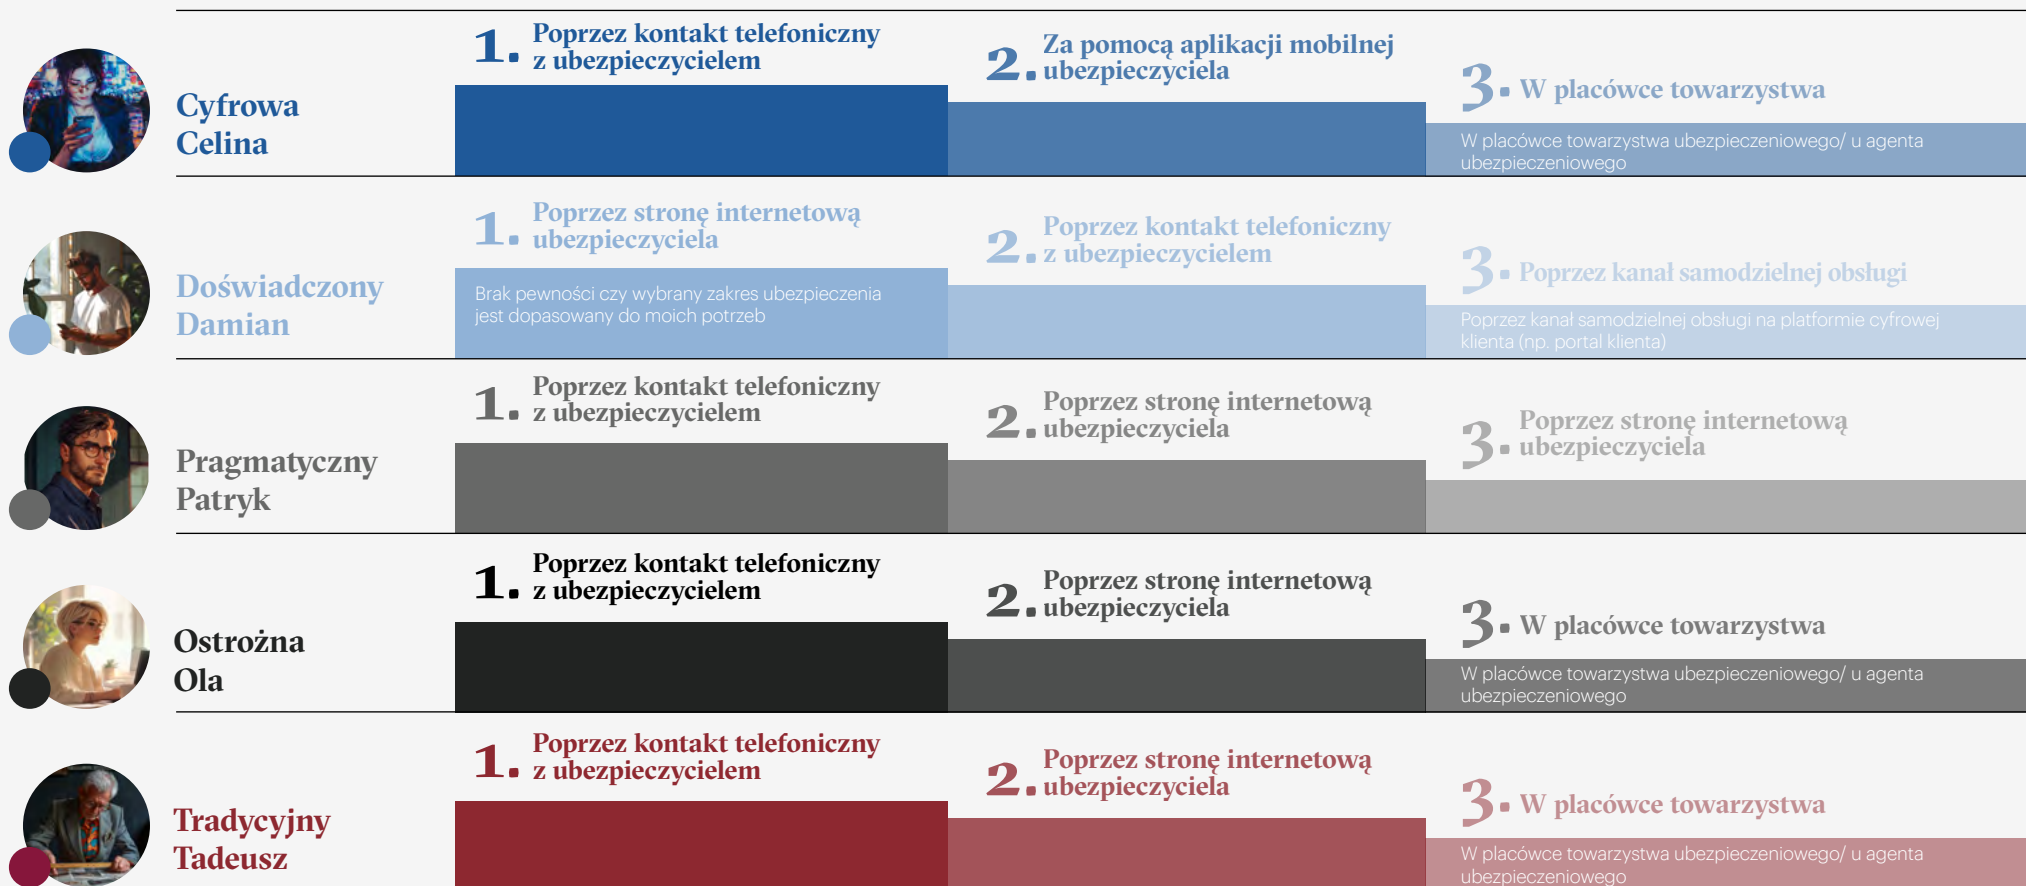 Cyfrowa
Celina
1. Poprzez kontakt telefoniczny
z ubezpieczycielem
2. Za pomocą aplikacji mobilnej
ubezpieczyciela
3. W placówce towarzystwa
W placówce towarzystwa ubezpieczeniowego/ u agenta
ubezpieczeniowego
Doświadczony
Damian
1. Poprzez stronę internetową
ubezpieczyciela
Brak pewności czy wybrany zakres ubezpieczenia
jest dopasowany do moich potrzeb
2. Poprzez kontakt telefoniczny
z ubezpieczycielem
3. Poprzez kanał samodzielnej obsługi
Poprzez kanał samodzielnej obsługi na platformie cyfrowej
klienta (np. portal klienta)
Pragmatyczny
Patryk
1. Poprzez kontakt telefoniczny
z ubezpieczycielem
2. Poprzez stronę internetową
ubezpieczyciela
3. Poprzez stronę internetową
ubezpieczyciela
Ostrożna
Ola
1. Poprzez kontakt telefoniczny
z ubezpieczycielem
2. Poprzez stronę internetową
ubezpieczyciela
3. W placówce towarzystwa
W placówce towarzystwa ubezpieczeniowego/ u agenta
ubezpieczeniowego
Tradycyjny
Tadeusz
1. Poprzez kontakt telefoniczny
z ubezpieczycielem
2. Poprzez stronę internetową
ubezpieczyciela
3. W placówce towarzystwa
W placówce towarzystwa ubezpieczeniowego/ u agenta
ubezpieczeniowego